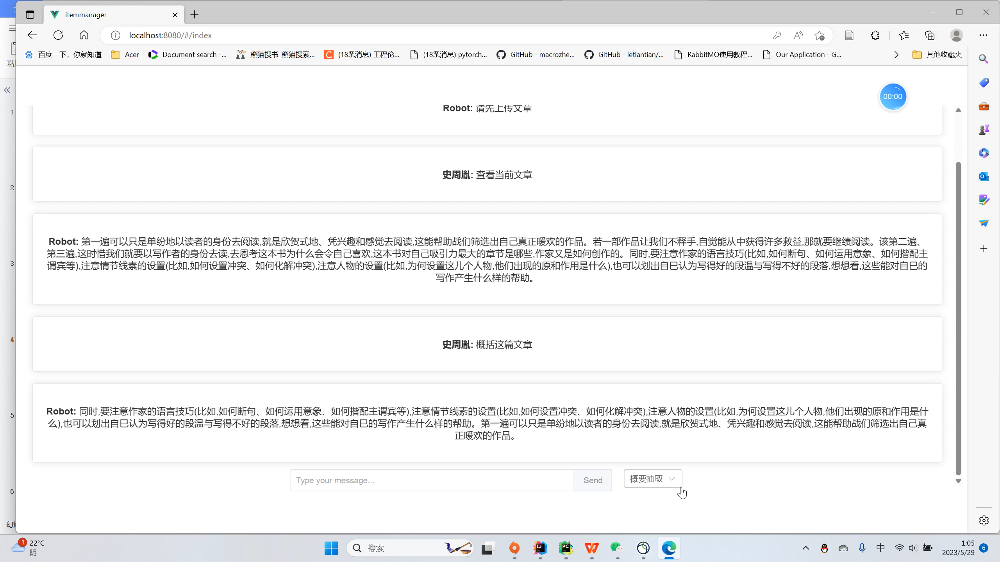 itemmanager
localhost:8080/#/index
百度一下，你就知道 Acer Document search -... 熊猫搜书_熊猫搜索... (18条消息) 工程伦... (18条消息) pytorch... GitHub - macrozhe... GitHub - letiantian/... RabbitMQ使用教程... Our Application - G... 其他收藏夹
00:00
Robot: 请先上传文章
1
史周胤: 查看当前文章
2
Robot: 第一遍可以只是单纷地以读者的身份去阅读,就是欣贺式地、凭兴趣和感觉去阅读,这能帮助战们筛选出自己真正暖欢的作品。若一部作品让我们不释手,自觉能从中获得许多救益,那就要继绩阅读。该第二遍、
第三遍,这时惜我们就要以写作者的身份去读,去恩考这本书为什么会令自己喜欢,这本书对自己吸引力最大的章节是哪些,作家又是如何创作的。同时,要注意作家的语言技巧(比如,如何断句、如何运用意象、如何揩配主
3
谓宾等),注意情节线素的设置(比如,如何设置冲突、如何化解冲突),注意人物的设置(比如,为何设置这儿个人物,他们出现的原和作用是什么),也可以划出自巳认为写得好的段温与写得不好的段落,想想看,这些能对自巳的
写作产生什么样的帮助。
4
史周胤: 概括这篇文章
5
Robot: 同时,要注意作家的语言技巧(比如,如何断句、如何运用意象、如何揩配主谓宾等),注意情节线素的设置(比如,如何设置冲突、如何化解冲突),注意人物的设置(比如,为何设置这儿个人物,他们出现的原和作用是什
么),也可以划出自巳认为写得好的段温与写得不好的段落,想想看,这些能对自巳的写作产生什么样的帮助。第一遍可以只是单纷地以读者的身份去阅读,就是欣贺式地、凭兴趣和感觉去阅读,这能帮助战们筛选出自己真
正暖欢的作品。
Type your message... Send 概要抽取
6
1 22°C
阴
搜索
中
1:05
2023/5/29
6